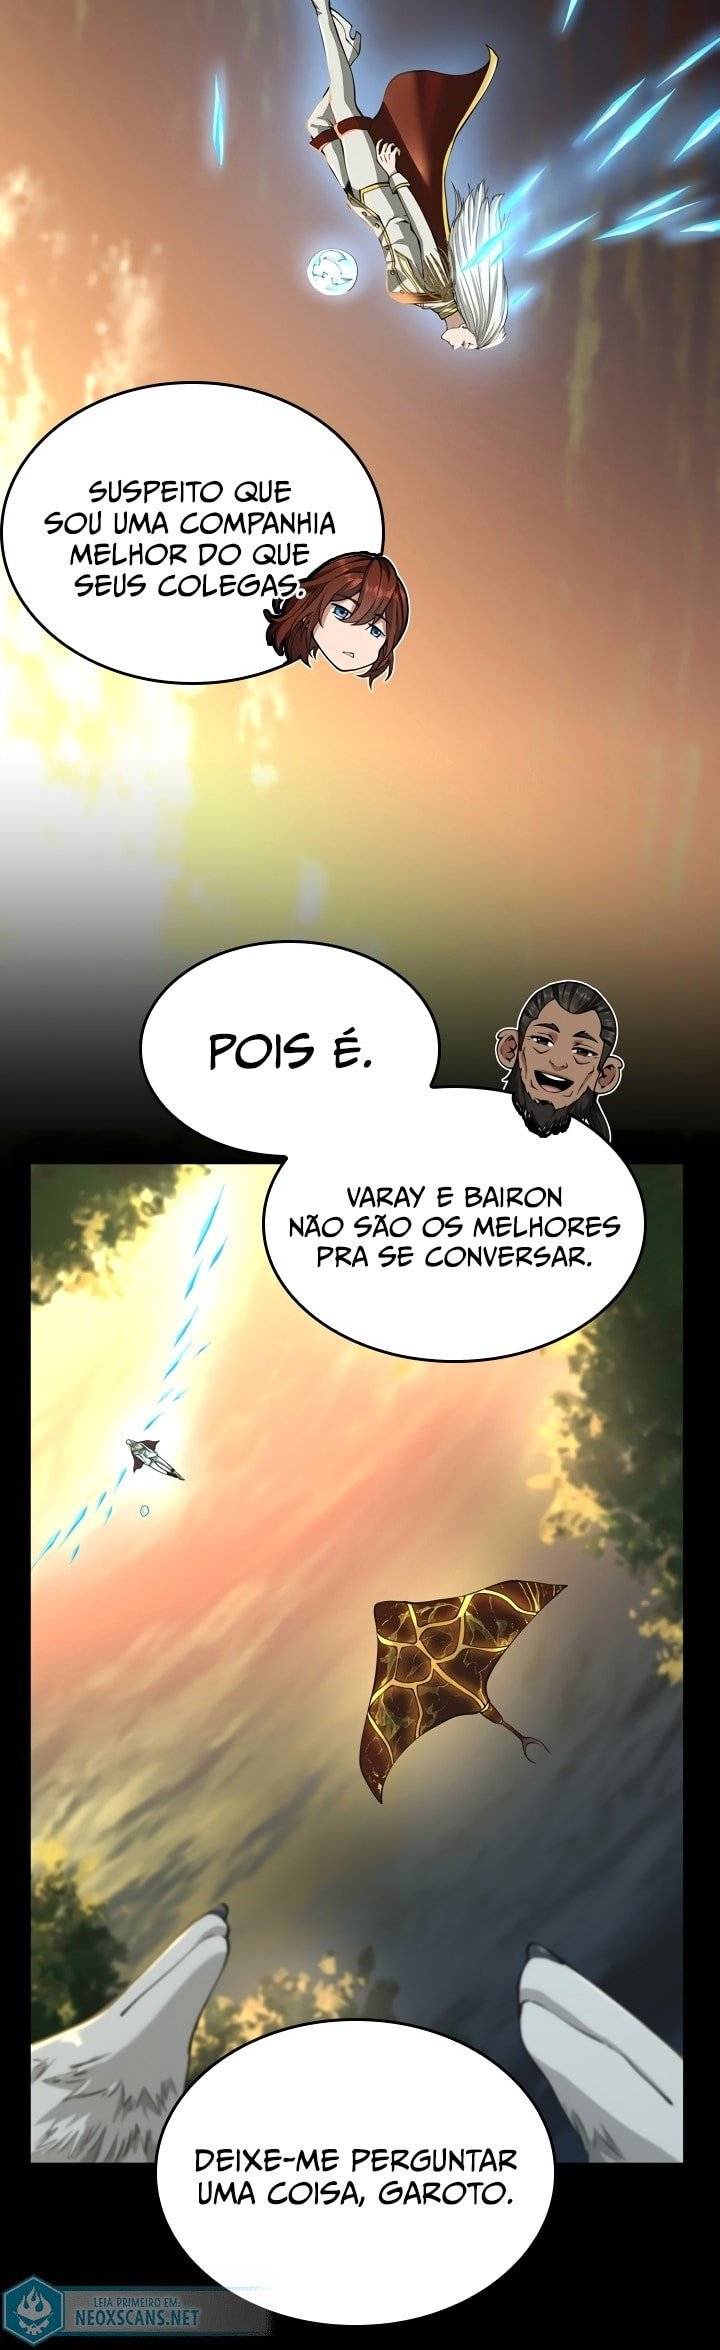 SUSPEITO QUE
SOU UMA COMPANHIA
MELHOR DO QUE
SEUS COLEGAS.
POIS É.
VARAY E BAIRON
NÃO SÃO OS MELHORES
PRA SE CONVERSAR.
DEIXE-ME PERGUNTAR
UMA COISA, GAROTO.
LEIA PRIMEIRO EM:
NEOXSCANS.NET